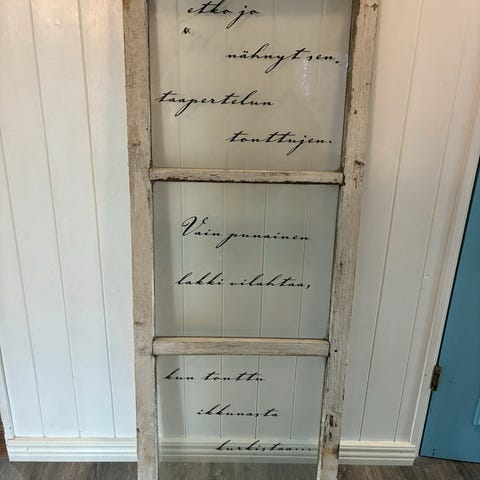 etko jo
nähnyt sen,
taapertelun
tonttujen.
Vain punainen
lakki vilahtaa,
kun tonttu
ikkunasta
kurkistaa...